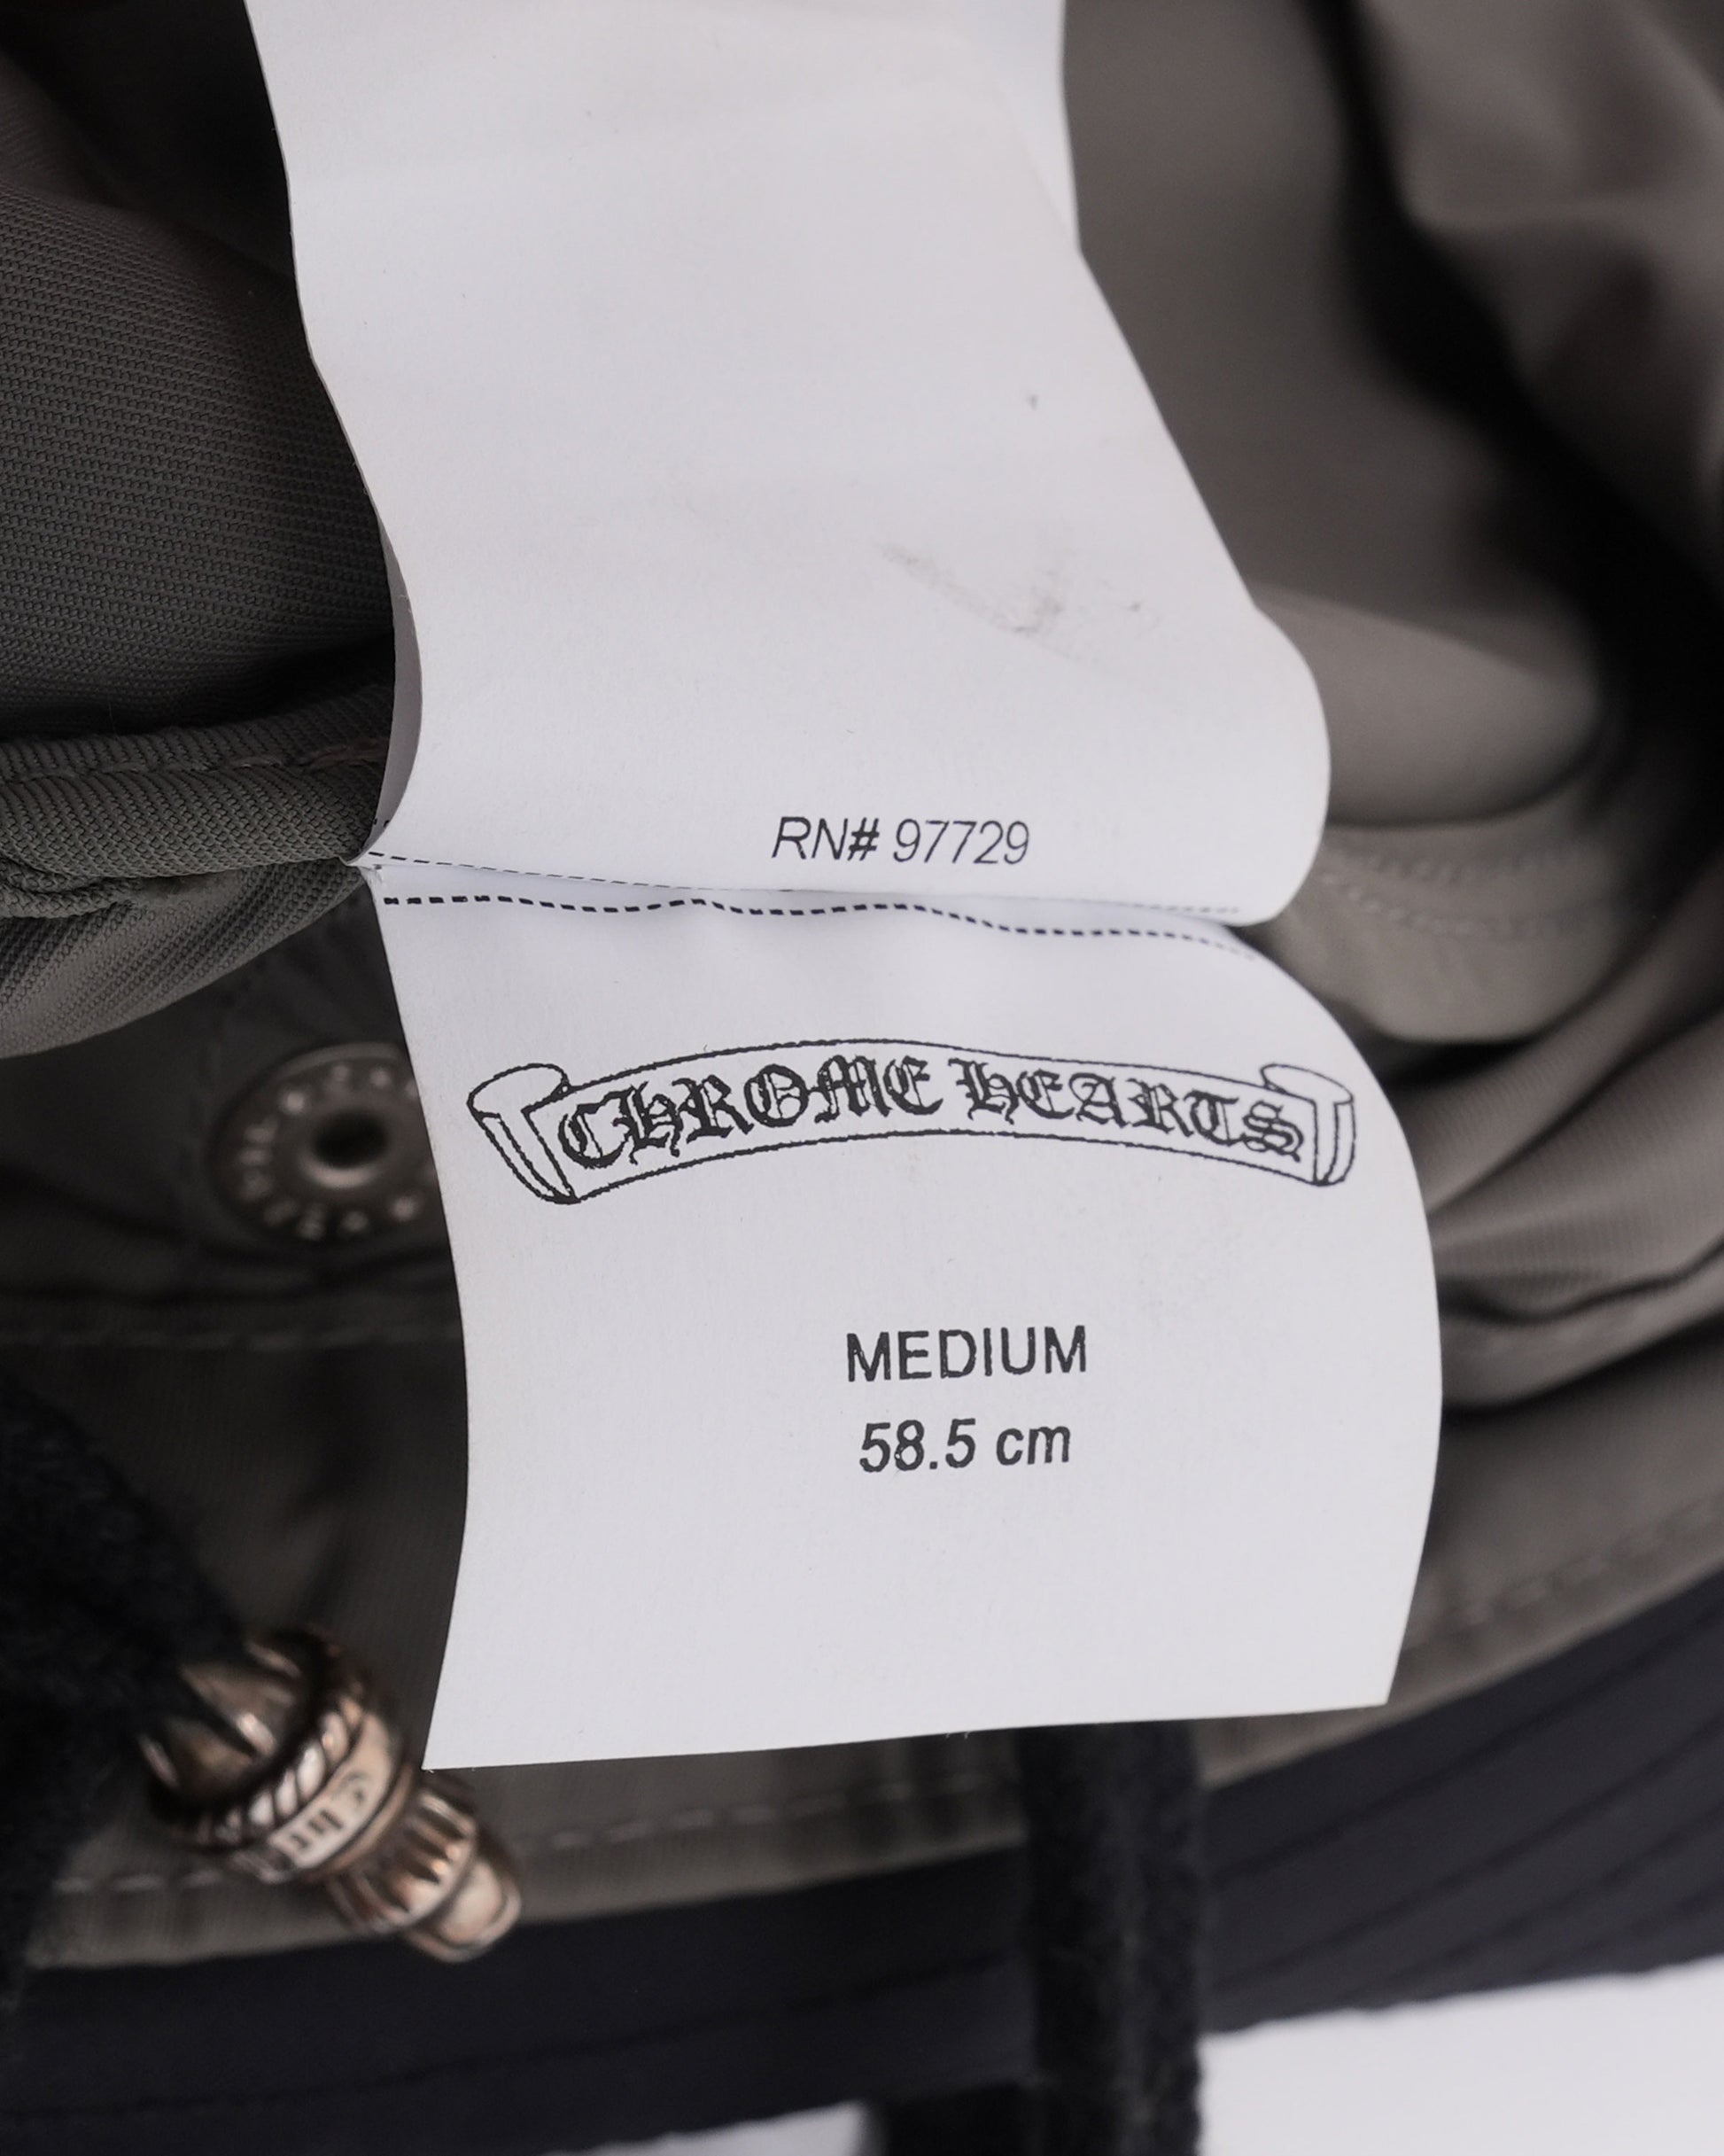 RN# 97729
CHROME HEARTS
MEDIUM
58.5 cm